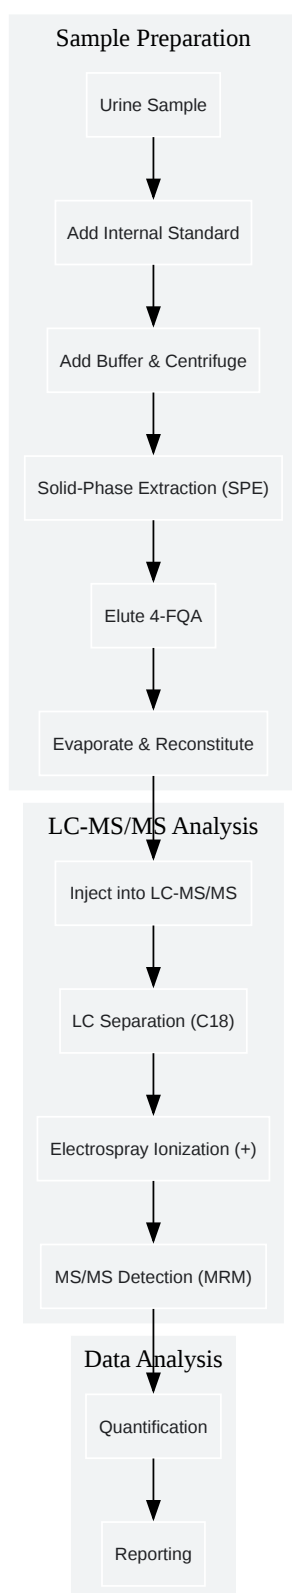 Sample Preparation
Urine Sample
Add Internal Standard
Add Buffer & Centrifuge
Solid-Phase Extraction (SPE)
Elute 4-FQA
Evaporate & Reconstitute
LC-MS/MS Analysis
Inject into LC-MS/MS
LC Separation (C18)
Electrospray Ionization (+)
MS/MS Detection (MRM)
Data Analysis
Quantification
Reporting